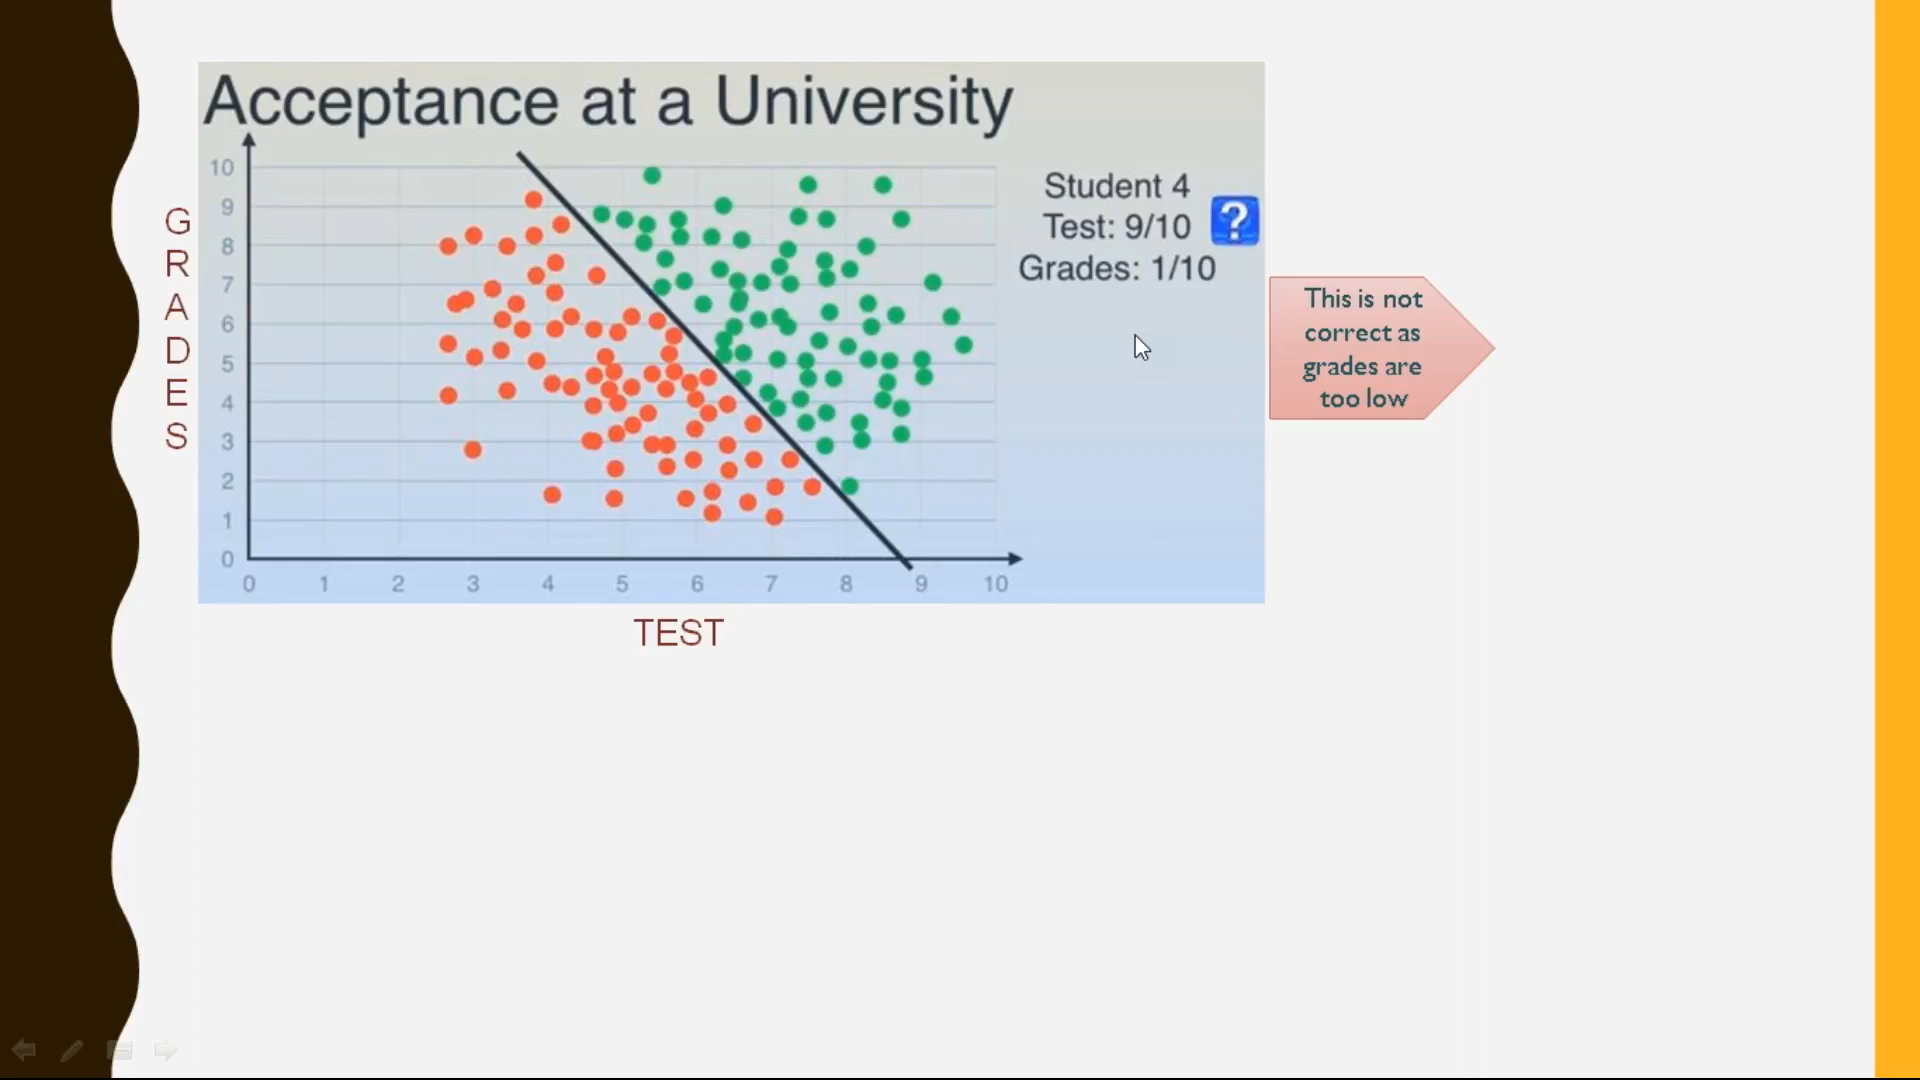 Acceptance at a University
10
9
8
7
6
5
4
3
2
1
0
0 1 2 3 4 5 6 7 8 9 10
GRADES
TEST
Student 4
Test: 9/10 ?
Grades: 1/10
This is not
correct as
grades are
too low